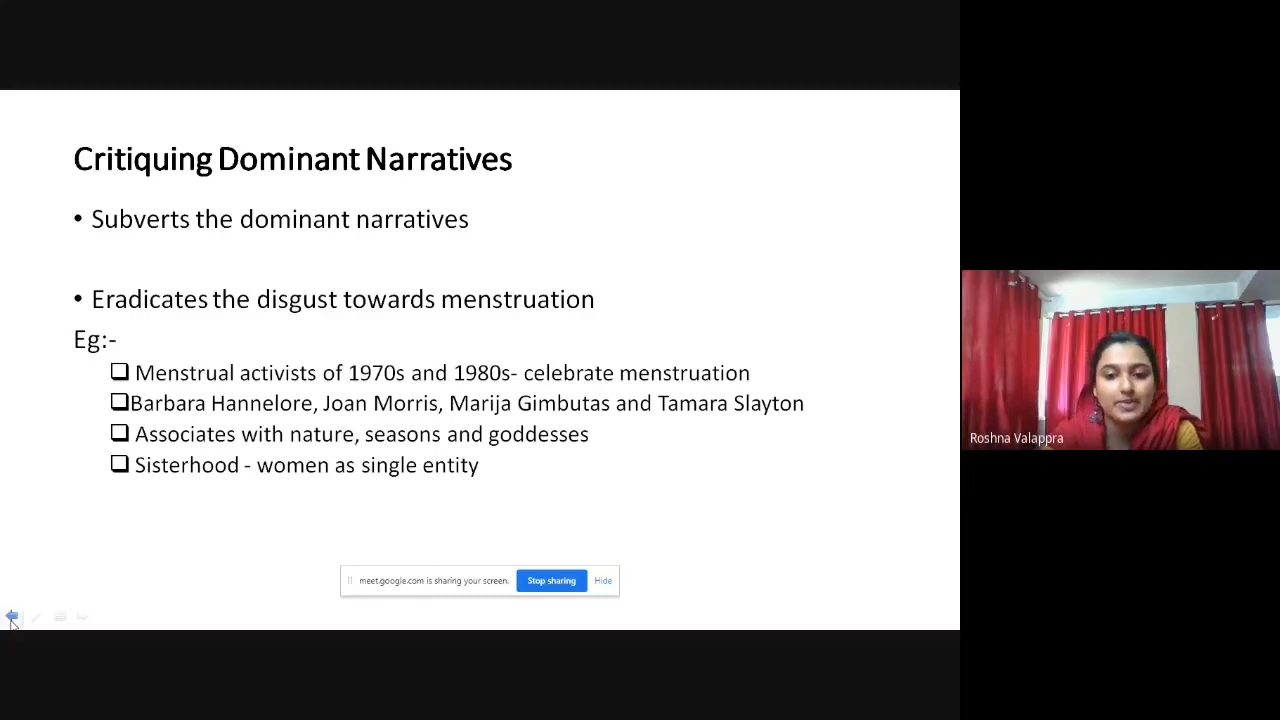 Critiquing Dominant Narratives
• Subverts the dominant narratives
• Eradicates the disgust towards menstruation
Eg:-
❑ Menstrual activists of 1970s and 1980s- celebrate menstruation
❑Barbara Hannelore, Joan Morris, Marija Gimbutas and Tamara Slayton
❑ Associates with nature, seasons and goddesses
❑ Sisterhood - women as single entity
meet.google.com is sharing your screen. Stop sharing Hide
Roshna Valappra